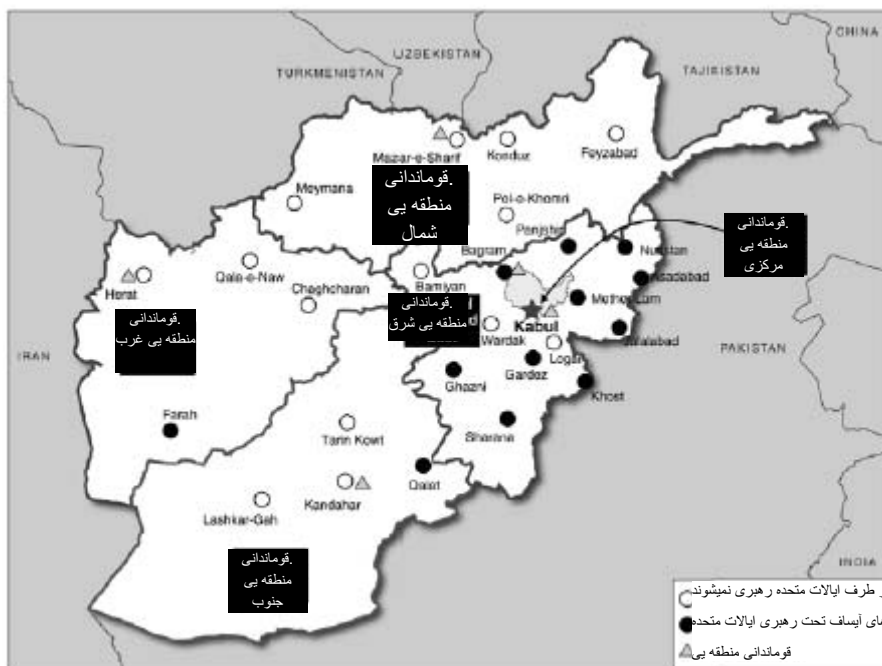 CHINA
UZBEKISTAN
TURKMENISTAN
TAJIKISTAN
Mazar-e-Sharif
Konduz
Feyzabad
.قوماندانی
منطقه یی
شمال
Meymana
Pol-e-Khomri
Panjshir
.قوماندانی
منطقه یی
مرکزی
Bagram
Nuristan
Qala-e-Naw
Herat
Bamiyan
Asadabad
Chaghcharan
Mether Lam
.قوماندانی
منطقه یی شرق
.قوماندانی
منطقه یی غرب
Kabul
Wardak
Logar
Jalalabad
IRAN
PAKISTAN
Ghazni
Gardez
Khost
Farah
Tarin Kowt
Sharana
Qalat
Kandahar
Lashkar-Gah
.قوماندانی
منطقه یی
جنوب
INDIA
طرف ایالات متحده رهبری نمیشوند
آیساف تحت رهبری ایالات متحده
قوماندانی منطقه یی